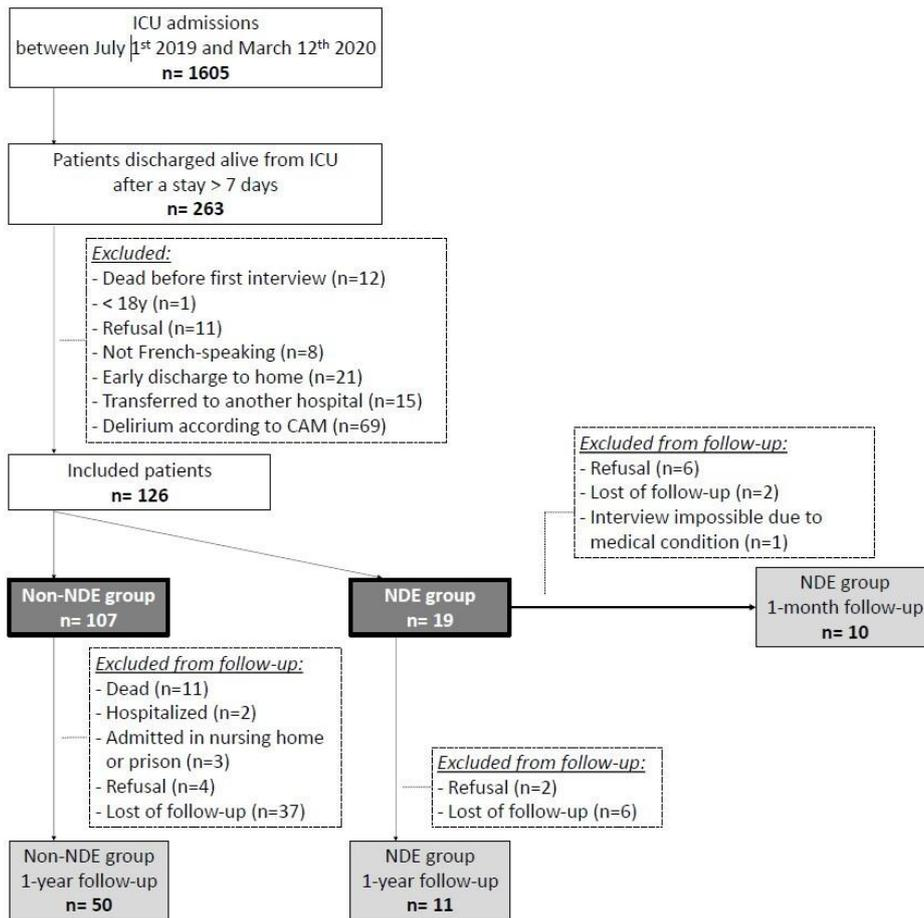 ICU admissions
between July 1st 2019 and March 12th 2020
n= 1605
Patients discharged alive from ICU
after a stay > 7 days
n= 263
Excluded:
- Dead before first interview (n=12)
- < 18y (n=1)
- Refusal (n=11)
- Not French-speaking (n=8)
- Early discharge to home (n=21)
- Transferred to another hospital (n=15)
- Delirium according to CAM (n=69)
Included patients
n= 126
Excluded from follow-up:
- Refusal (n=6)
- Lost of follow-up (n=2)
- Interview impossible due to
medical condition (n=1)
Non-NDE group
n= 107
NDE group
n= 19
NDE group
1-month follow-up
n= 10
Excluded from follow-up:
- Dead (n=11)
- Hospitalized (n=2)
- Admitted in nursing home
or prison (n=3)
- Refusal (n=4)
- Lost of follow-up (n=37)
Excluded from follow-up:
- Refusal (n=2)
- Lost of follow-up (n=6)
Non-NDE group
1-year follow-up
n= 50
NDE group
1-year follow-up
n= 11